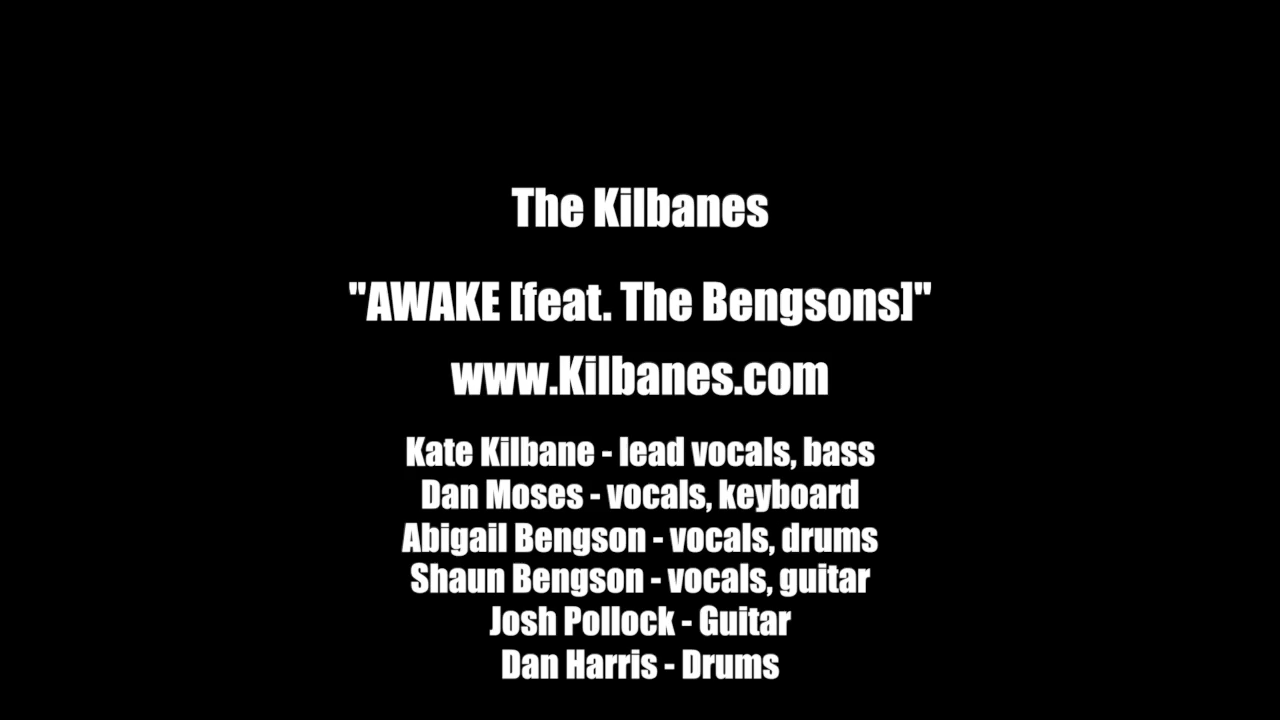 The Kilbanes
"AWAKE [feat. The Bengsons]"
www.Kilbanes.com
Kate Kilbane - lead vocals, bass
Dan Moses - vocals, keyboard
Abigail Bengson - vocals, drums
Shaun Bengson - vocals, guitar
Josh Pollock - Guitar
Dan Harris - Drums